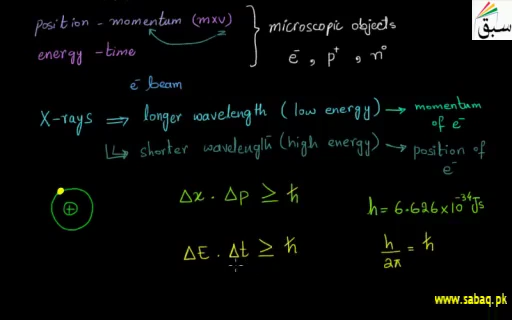 position - momentum (m×v)
energy - time
microscopic objects
e⁻ , p⁺ , n⁰
سبق
e⁻ beam
X-rays ⟹ longer wavelength (low energy) → momentum of e⁻
↳ shorter wavelength (high energy) → position of e⁻
+
Δx . Δp ≥ ħ
h = 6.626×10⁻³⁴ Js
ΔE . Δt ≥ ħ
h/2π = ħ
www.sabaq.pk